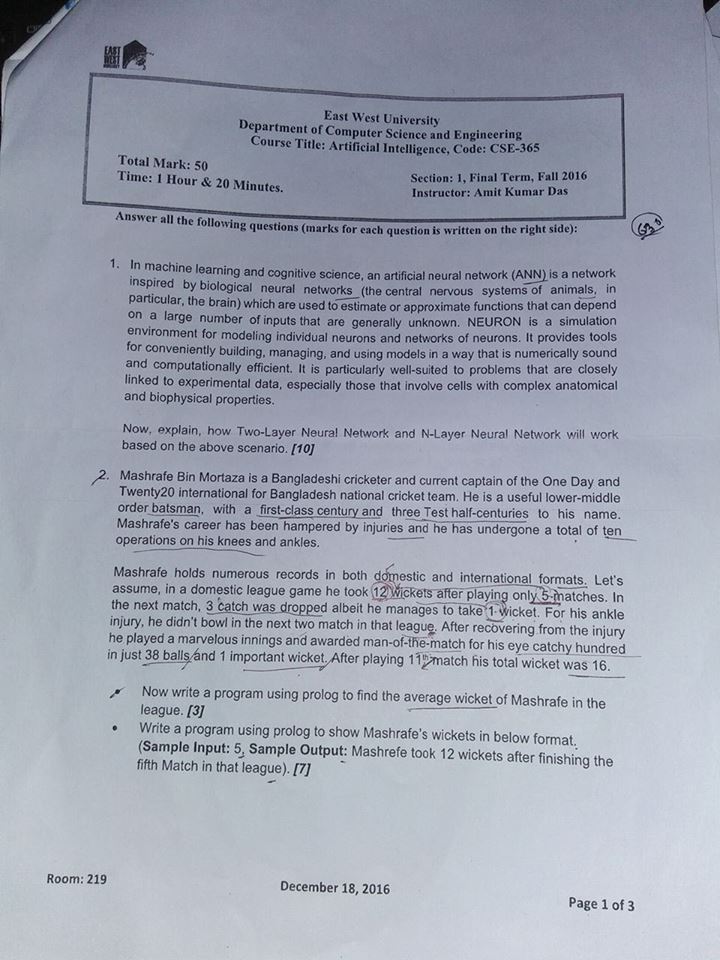 EAST
WEST
East West University
Department of Computer Science and Engineering
Course Title: Artificial Intelligence, Code: CSE-365
Total Mark: 50
Time: 1 Hour & 20 Minutes.
Section: 1, Final Term, Fall 2016
Instructor: Amit Kumar Das
Answer all the following questions (marks for each question is written on the right side):
1. In machine learning and cognitive science, an artificial neural network (ANN) is a network
inspired by biological neural networks (the central nervous systems of animals, in
particular, the brain) which are used to estimate or approximate functions that can depend
on a large number of inputs that are generally unknown. NEURON is a simulation
environment for modeling individual neurons and networks of neurons. It provides tools
for conveniently building, managing, and using models in a way that is numerically sound
and computationally efficient. It is particularly well-suited to problems that are closely
linked to experimental data, especially those that involve cells with complex anatomical
and biophysical properties.
Now, explain, how Two-Layer Neural Network and N-Layer Neural Network will work
based on the above scenario. [10]
2. Mashrafe Bin Mortaza is a Bangladeshi cricketer and current captain of the One Day and
Twenty20 international for Bangladesh national cricket team. He is a useful lower-middle
order batsman, with a first-class century and three Test half-centuries to his name.
Mashrafe's career has been hampered by injuries and he has undergone a total of ten
operations on his knees and ankles.
Mashrafe holds numerous records in both domestic and international formats. Let's
assume, in a domestic league game he took 12 wickets after playing only 5 matches. In
the next match, 3 catch was dropped albeit he manages to take 1 wicket. For his ankle
injury, he didn't bowl in the next two match in that league. After recovering from the injury
he played a marvelous innings and awarded man-of-the-match for his eye catchy hundred
in just 38 balls and 1 important wicket. After playing 11th match his total wicket was 16.
Now write a program using prolog to find the average wicket of Mashrafe in the
league. [3]
• Write a program using prolog to show Mashrafe's wickets in below format.
(Sample Input: 5, Sample Output: Mashrefe took 12 wickets after finishing the
fifth Match in that league). [7]
Room: 219
December 18, 2016
Page 1 of 3